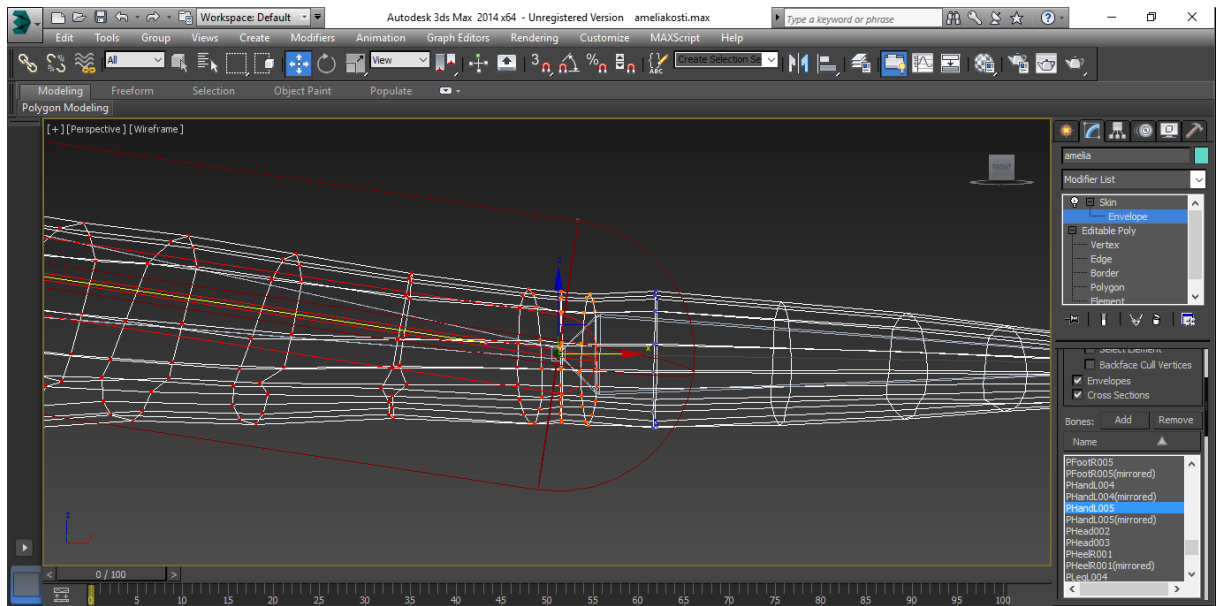 Workspace: Default
Autodesk 3ds Max 2014 x64 - Unregistered Version ameliakosti.max
Type a keyword or phrase
Edit Tools Group Views Create Modifiers Animation Graph Editors Rendering Customize MAXScript Help
All
View
3
%
ABC
Create Selection Se
Modeling Freeform Selection Object Paint Populate
Polygon Modeling
[+][Perspective][Wireframe]
FRONT
amelia
Modifier List
Skin
Envelope
Editable Poly
Vertex
Edge
Border
Polygon
Element
z
x
Select Element
Backface Cull Vertices
Envelopes
Cross Sections
Bones: Add Remove
Name
PFootR005
PFootR005(mirrored)
PHandL004
PHandL004(mirrored)
PHandL005
PHandL005(mirrored)
PHead002
PHead003
PHeelR001
PHeelR001(mirrored)
PLegL004
z
x
< 0 / 100 >
0 5 10 15 20 25 30 35 40 45 50 55 60 65 70 75 80 85 90 95 100